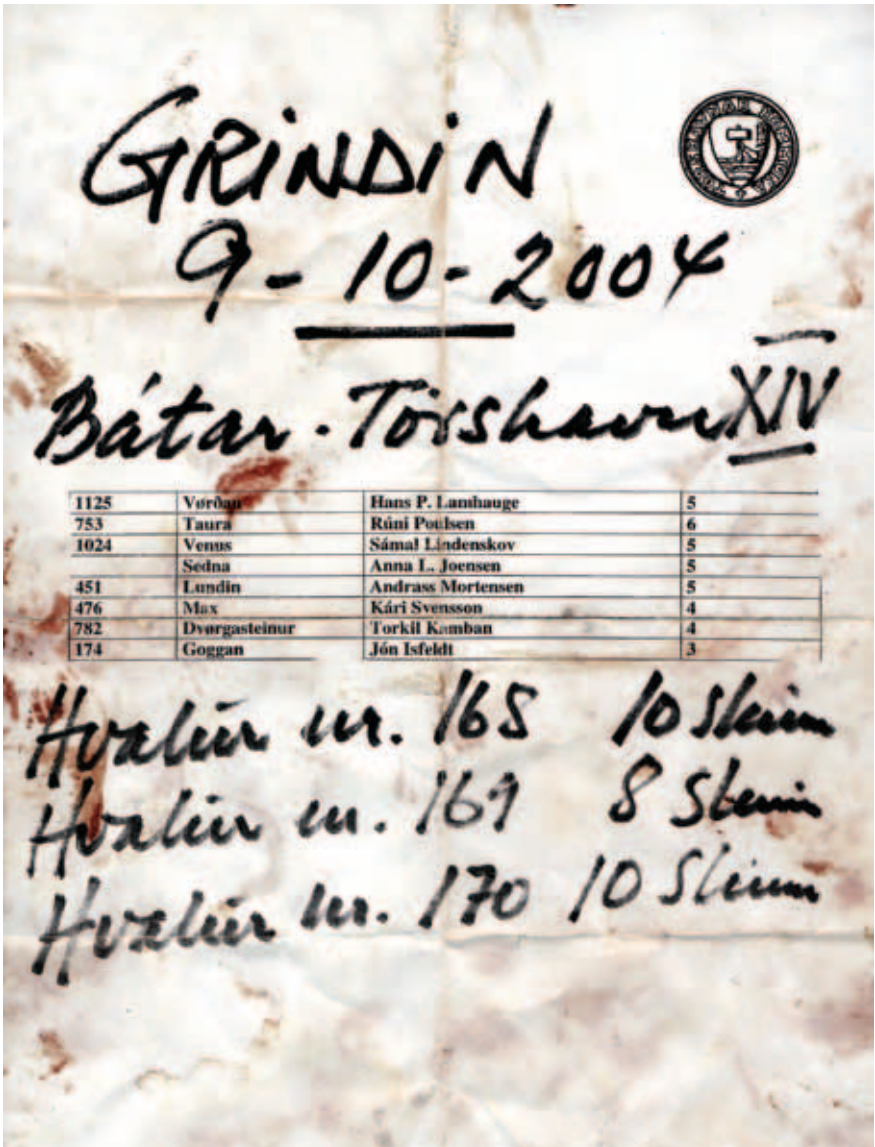 GRINDIN
9-10-2004
Bátar. Tórshavn XIV
1125 Vørðan Hans P. Lamhauge 5
753 Taura Rúni Poulsen 6
1024 Venus Sámal Lindenskov 5
Sedna Anna L. Joensen 5
451 Lundin Andrass Mortensen 5
476 Max Kári Svensson 4
782 Dvørgasteinur Torkil Kamban 4
174 Goggan Jón Isfeldt 3
Hvalur nr. 168 10 Skinn
Hvalur nr. 169 8 Skinn
Hvalur nr. 170 10 Skinn